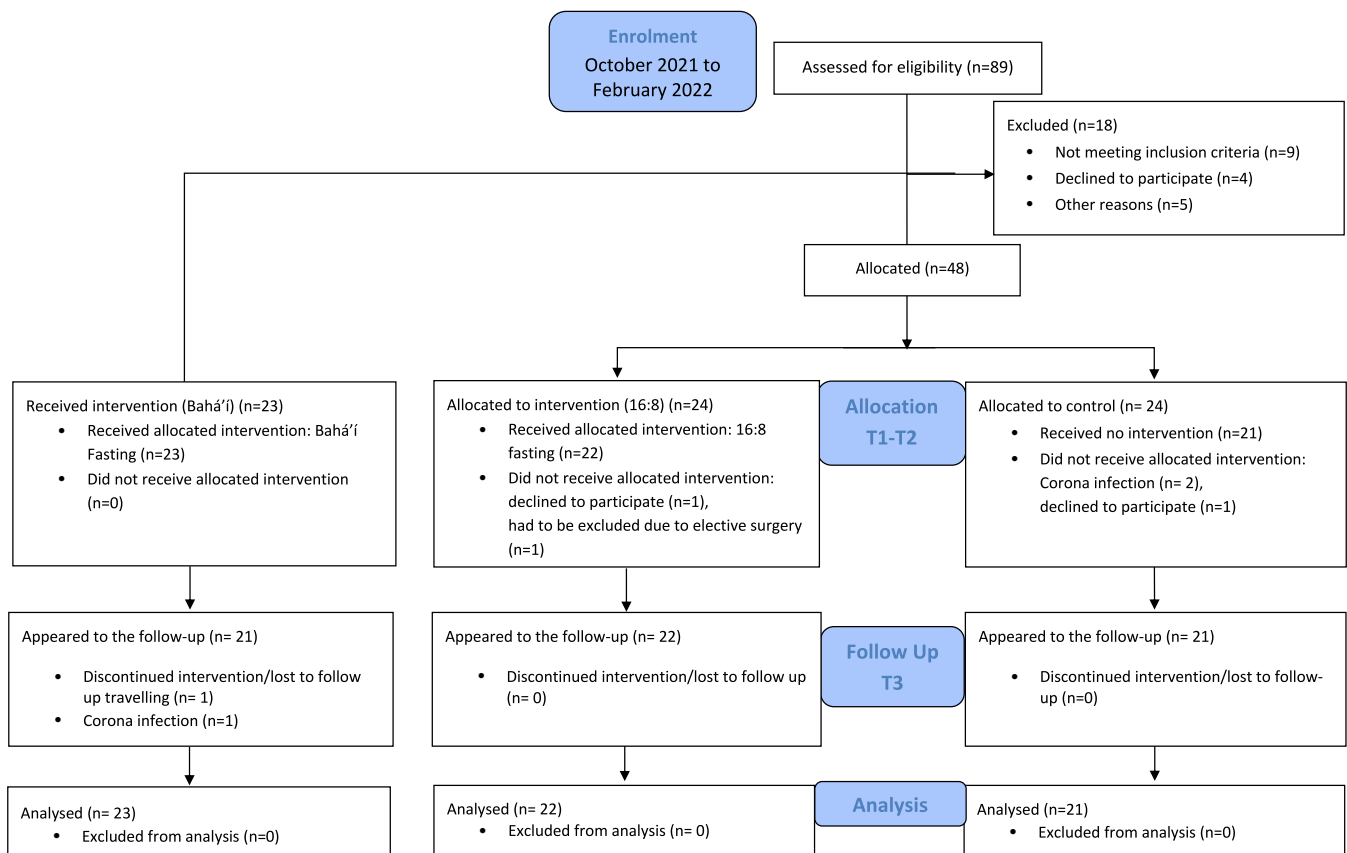 Enrolment
October 2021 to
February 2022
Assessed for eligibility (n=89)
Excluded (n=18)
• Not meeting inclusion criteria (n=9)
• Declined to participate (n=4)
• Other reasons (n=5)
Allocated (n=48)
Received intervention (Bahá’í) (n=23)
• Received allocated intervention: Bahá’í
Fasting (n=23)
• Did not receive allocated intervention
(n=0)
Allocated to intervention (16:8) (n=24)
• Received allocated intervention: 16:8
fasting (n=22)
• Did not receive allocated intervention:
declined to participate (n=1),
had to be excluded due to elective surgery
(n=1)
Allocation
T1-T2
Allocated to control (n= 24)
• Received no intervention (n=21)
• Did not receive allocated intervention:
Corona infection (n= 2),
declined to participate (n=1)
Appeared to the follow-up (n= 21)
• Discontinued intervention/lost to follow
up travelling (n= 1)
• Corona infection (n=1)
Appeared to the follow-up (n= 22)
• Discontinued intervention/lost to follow up
(n= 0)
Follow Up
T3
Appeared to the follow-up (n= 21)
• Discontinued intervention/lost to follow-
up (n=0)
Analysed (n= 23)
• Excluded from analysis (n=0)
Analysed (n= 22)
• Excluded from analysis (n= 0)
Analysis
Analysed (n=21)
• Excluded from analysis (n=0)